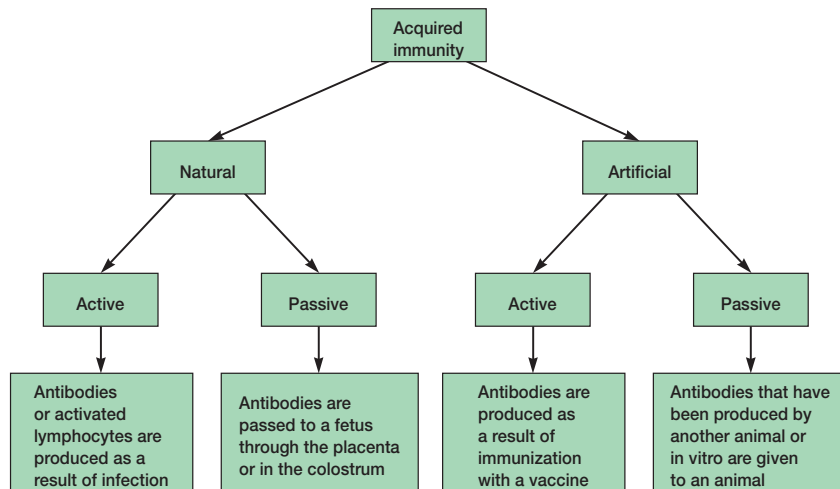 Acquired
immunity
Natural
Artificial
Active
Passive
Active
Passive
Antibodies
or activated
lymphocytes are
produced as a
result of infection
Antibodies are
passed to a fetus
through the placenta
or in the colostrum
Antibodies are
produced as
a result of
immunization
with a vaccine
Antibodies that have
been produced by
another animal or
in vitro are given
to an animal